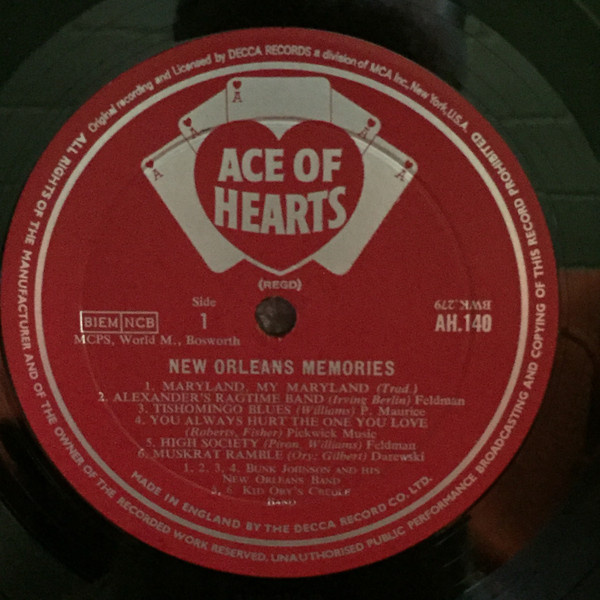 Original recording and Licensed by DECCA RECORDS a division of MCA Inc, New York, U.S.A.
ALL RIGHTS OF THE MANUFACTURER AND OF THE OWNER OF THE RECORDED WORK RESERVED. UNAUTHORISED PUBLIC PERFORMANCE BROADCASTING AND COPYING OF THIS RECORD PROHIBITED
A A A A
ACE OF
HEARTS
(REGD)
Side
1
BIEM NCB
MCPS, World M., Bosworth
BWK.279
AH.140
NEW ORLEANS MEMORIES
1. MARYLAND, MY MARYLAND (Trad.)
2. ALEXANDER'S RAGTIME BAND (Irving Berlin) Feldman
3. TISHOMINGO BLUES (Williams) P. Maurice
4. YOU ALWAYS HURT THE ONE YOU LOVE
(Roberts, Fisher) Pickwick Music
5. HIGH SOCIETY (Piron, Williams) Feldman
6. MUSKRAT RAMBLE (Ory; Gilbert) Darewski
1, 2, 3, 4, BUNK JOHNSON AND HIS
NEW ORLEANS BAND
5, 6, KID ORY'S CREOLE
BAND
MADE IN ENGLAND BY THE DECCA RECORD CO. LTD.